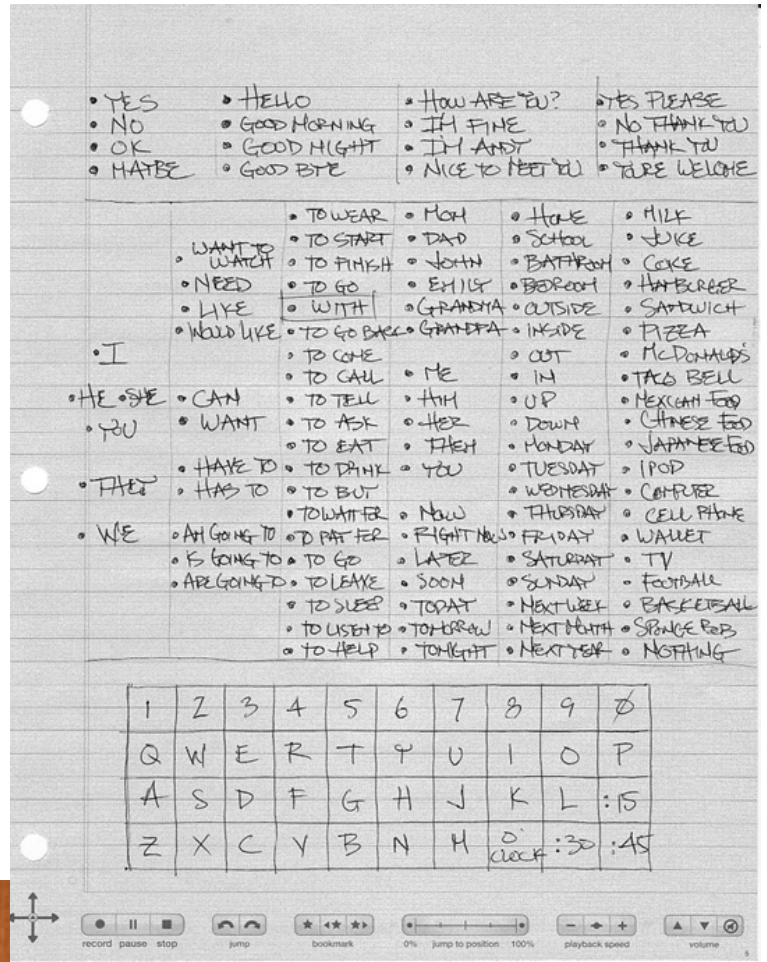 • YES • HELLO • HOW ARE YOU? • YES PLEASE
• NO • GOOD MORNING • I'M FINE • NO THANK YOU
• OK • GOOD NIGHT • I'M ANDY • THANK YOU
• MAYBE • GOOD BYE • NICE TO MEET YOU • YOU'RE WELCOME
• TO WEAR • MOM • HOME • MILK
• WANT TO • TO START • DAD • SCHOOL • JUICE
WATCH • TO FINISH • JOHN • BATHROOM • COKE
• NEED • TO GO • EMILY • BEDROOM • HAMBURGER
• LIKE • WITH • GRANDMA • OUTSIDE • SANDWICH
• WOULD LIKE • TO GO BACK • GRANDPA • INSIDE • PIZZA
• I • TO COME • OUT • McDONALD'S
• TO CALL • ME • IN • TACO BELL
• HE • SHE • CAN • TO TELL • HIM • UP • MEXICAN FOOD
• YOU • WANT • TO ASK • HER • DOWN • CHINESE FOOD
• TO EAT • THEM • MONDAY • JAPANESE FOOD
• THEY • HAVE TO • TO DRINK • YOU • TUESDAY • IPOD
• HAS TO • TO BUY • WEDNESDAY • COMPUTER
• TO WAIT FER • NOW • THURSDAY • CELL PHONE
• WE • AM GOING TO • TO PAY FER • RIGHT NOW • FRIDAY • WALLET
• IS GOING TO • TO GO • LATER • SATURDAY • TV
• ARE GOING TO • TO LEAVE • SOON • SUNDAY • FOOTBALL
• TO SLEEP • TODAY • NEXT WEEK • BASKETBALL
• TO LISTEN TO • TOMORROW • NEXT MONTH • SPONGE BOB
• TO HELP • TONIGHT • NEXT YEAR • NOTHING
1 2 3 4 5 6 7 8 9 0
Q W E R T Y U I O P
A S D F G H J K L :15
Z X C V B N M O'CLOCK :30 :45
record pause stop jump bookmark 0% jump to position 100% playback speed volume